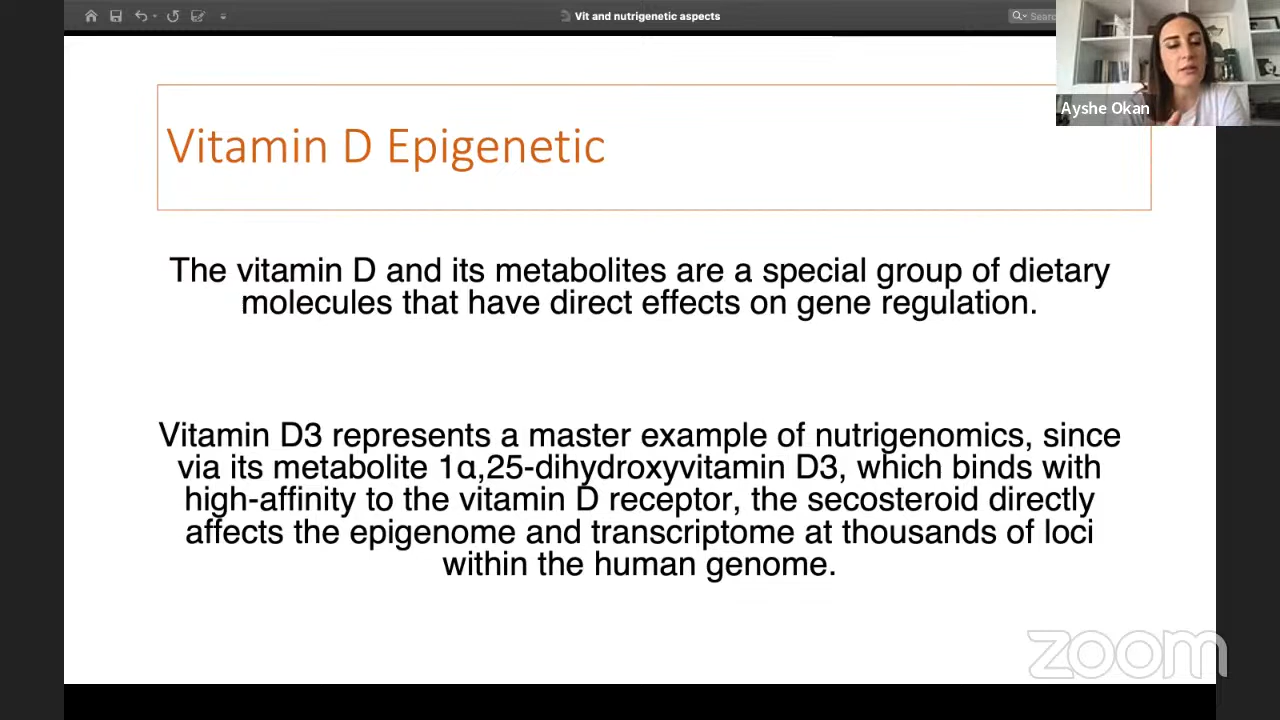 Vit and nutrigenetic aspects
Sear
Ayshe Okan
Vitamin D Epigenetic
The vitamin D and its metabolites are a special group of dietary
molecules that have direct effects on gene regulation.
Vitamin D3 represents a master example of nutrigenomics, since
via its metabolite 1α,25-dihydroxyvitamin D3, which binds with
high-affinity to the vitamin D receptor, the secosteroid directly
affects the epigenome and transcriptome at thousands of loci
within the human genome.
zoom